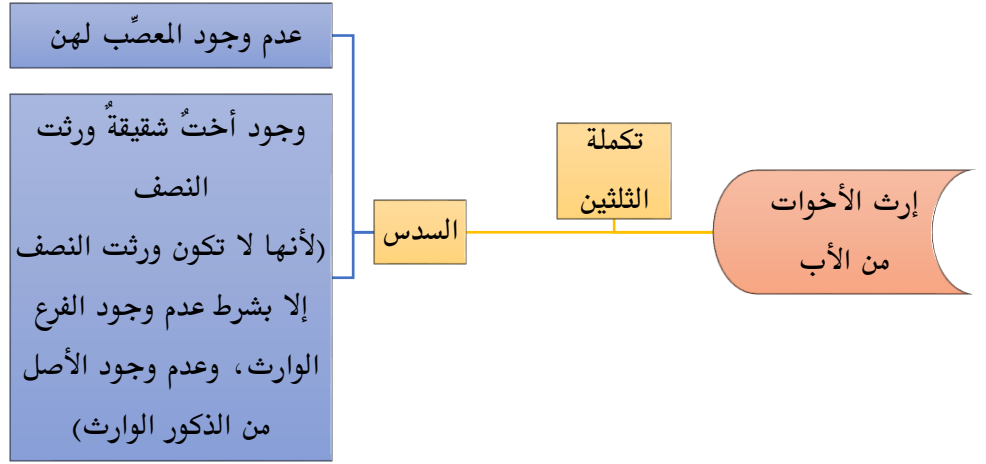 إرث الأخوات
من الأب
تكملة
الثلثين
السدس
عدم وجود المعصِّب لهن
وجود أختٌ شقيقةٌ ورثت
النصف
(لأنها لا تكون ورثت النصف
إلا بشرط عدم وجود الفرع
الوارث، وعدم وجود الأصل
من الذكور الوارث)